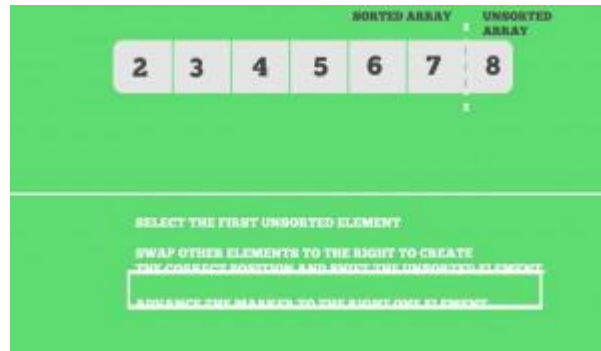 SORTED ARRAY
UNSORTED
ARRAY
2 3 4 5 6 7 8
SELECT THE FIRST UNSORTED ELEMENT
SWAP OTHER ELEMENTS TO THE RIGHT TO CREATE
THE CORRECT POSITION AND SHIFT THE UNSORTED ELEMENT
ADVANCE THE MARKER TO THE RIGHT ONE ELEMENT